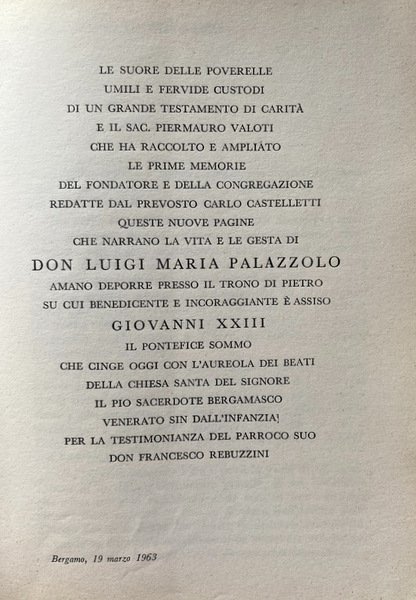 LE SUORE DELLE POVERELLE
UMILI E FERVIDE CUSTODI
DI UN GRANDE TESTAMENTO DI CARITÀ
E IL SAC. PIERMAURO VALOTI
CHE HA RACCOLTO E AMPLIATO
LE PRIME MEMORIE
DEL FONDATORE E DELLA CONGREGAZIONE
REDATTE DAL PREVOSTO CARLO CASTELLETTI
QUESTE NUOVE PAGINE
CHE NARRANO LA VITA E LE GESTA DI
DON LUIGI MARIA PALAZZOLO
AMANO DEPORRE PRESSO IL TRONO DI PIETRO
SU CUI BENEDICENTE E INCORAGGIANTE È ASSISO
GIOVANNI XXIII
IL PONTEFICE SOMMO
CHE CINGE OGGI CON L'AUREOLA DEI BEATI
DELLA CHIESA SANTA DEL SIGNORE
IL PIO SACERDOTE BERGAMASCO
VENERATO SIN DALL'INFANZIA
PER LA TESTIMONIANZA DEL PARROCO SUO
DON FRANCESCO REBUZZINI
Bergamo, 19 marzo 1963